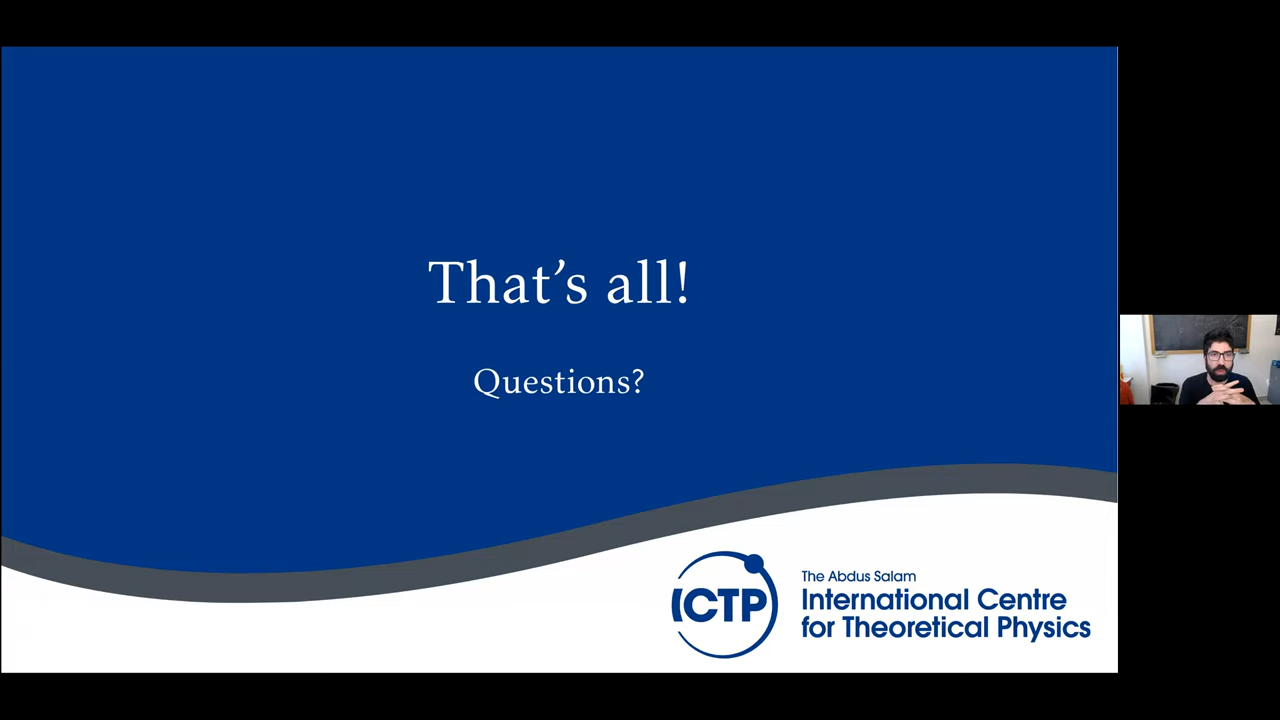 That’s all!
Questions?
ICTP
The Abdus Salam
International Centre
for Theoretical Physics